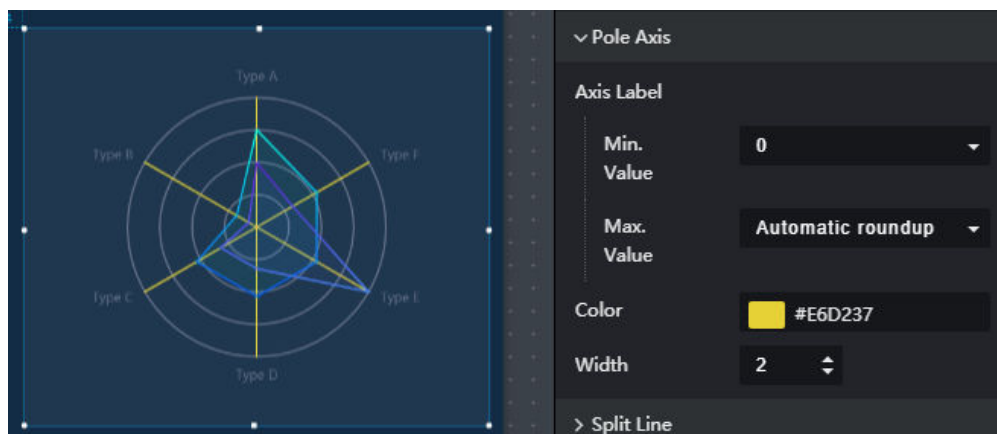 Type A
Type B
Type F
Type C
Type E
Type D
Pole Axis
Axis Label
Min.
Value
0
Max.
Value
Automatic roundup
Color
#E6D237
Width
2
Split Line